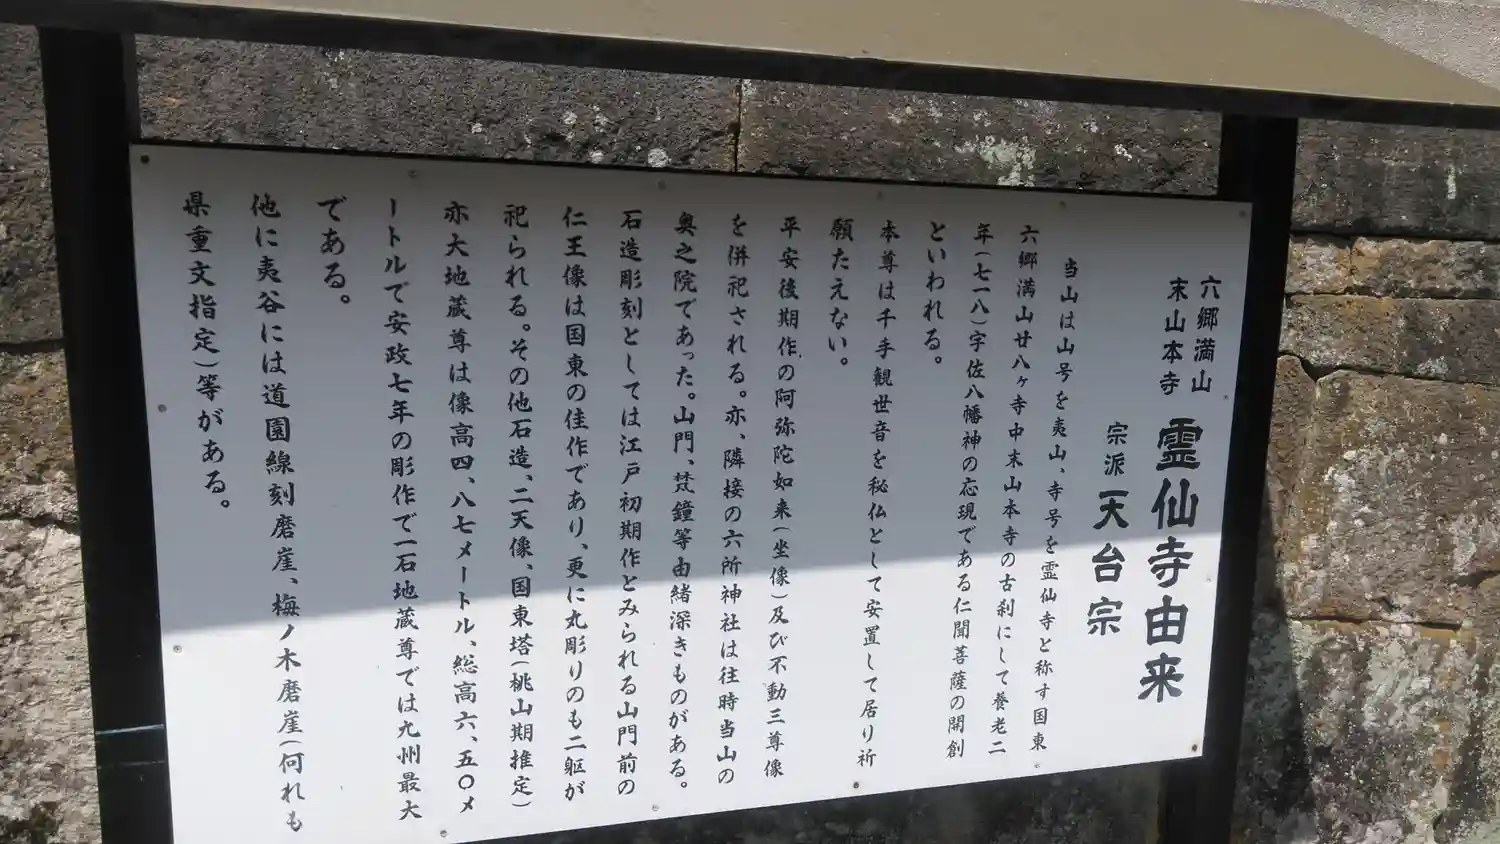 六郷満山
末山本寺
霊仙寺由来
宗派 天台宗
当山は山号を夷山、寺号を霊仙寺と称す国東
六郷満山廿八ヶ寺中末山本寺の古刹にして養老二
年(七一八)宇佐八幡神の応現である仁聞菩薩の開創
といわれる。
本尊は千手観世音を秘仏として安置して居り祈
願たえない。
平安後期作の阿弥陀如来(坐像)及び不動三尊像
を併祀される。亦、隣接の六所神社は往時当山の
奥之院であった。山門、梵鐘等由緒深きものがある。
石造彫刻としては江戸初期作とみられる山門前の
仁王像は国東の佳作であり、更に丸彫りのも二躯が
祀られる。その他石造、二天像、国東塔(桃山期推定)
亦大地蔵尊は像高四、八七メートル、総高六、五〇メ
ートルで安政七年の彫作で一石地蔵尊では九州最大
である。
他に夷谷には道園線刻磨崖、梅ノ木磨崖(何れも
県重文指定)等がある。